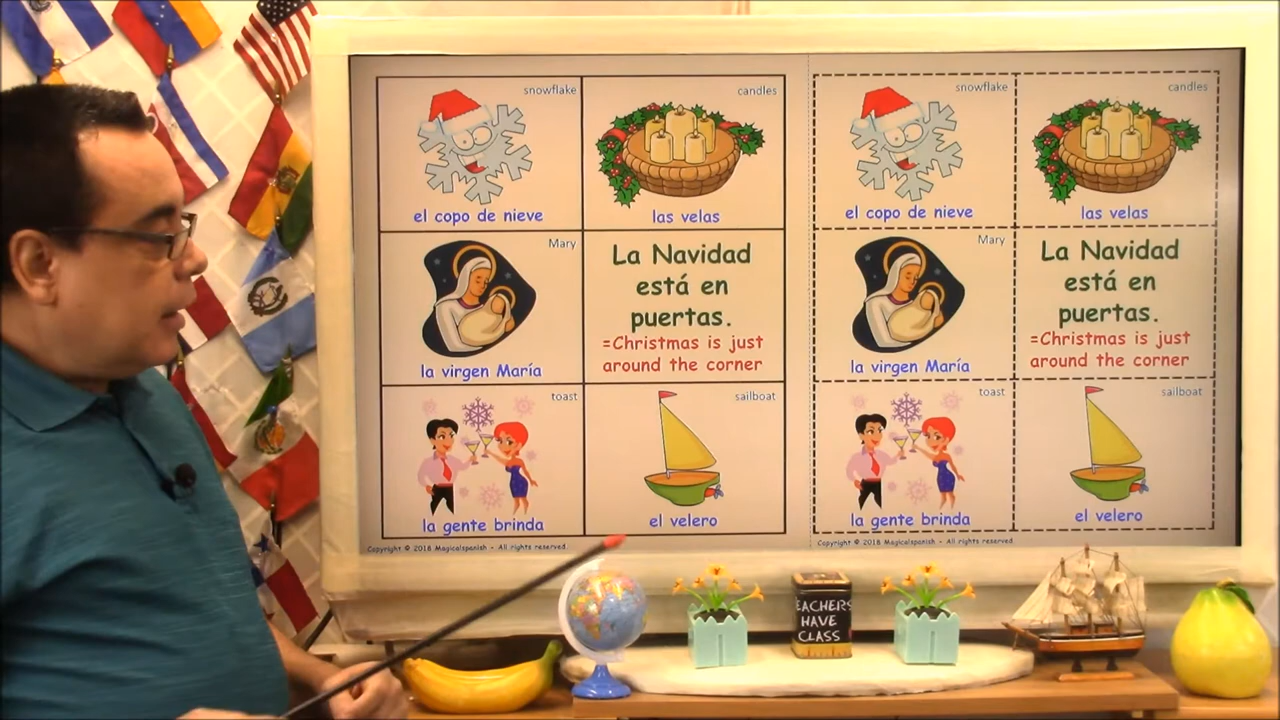 snowflake
el copo de nieve
candles
las velas
Mary
la virgen María
La Navidad
está en
puertas.
=Christmas is just
around the corner
toast
la gente brinda
sailboat
el velero
Copyright © 2018 Magicalspanish - All rights reserved.
snowflake
el copo de nieve
candles
las velas
Mary
la virgen María
La Navidad
está en
puertas.
=Christmas is just
around the corner
toast
la gente brinda
sailboat
el velero
Copyright © 2018 Magicalspanish - All rights reserved.
EACHERS
HAVE
CLASS